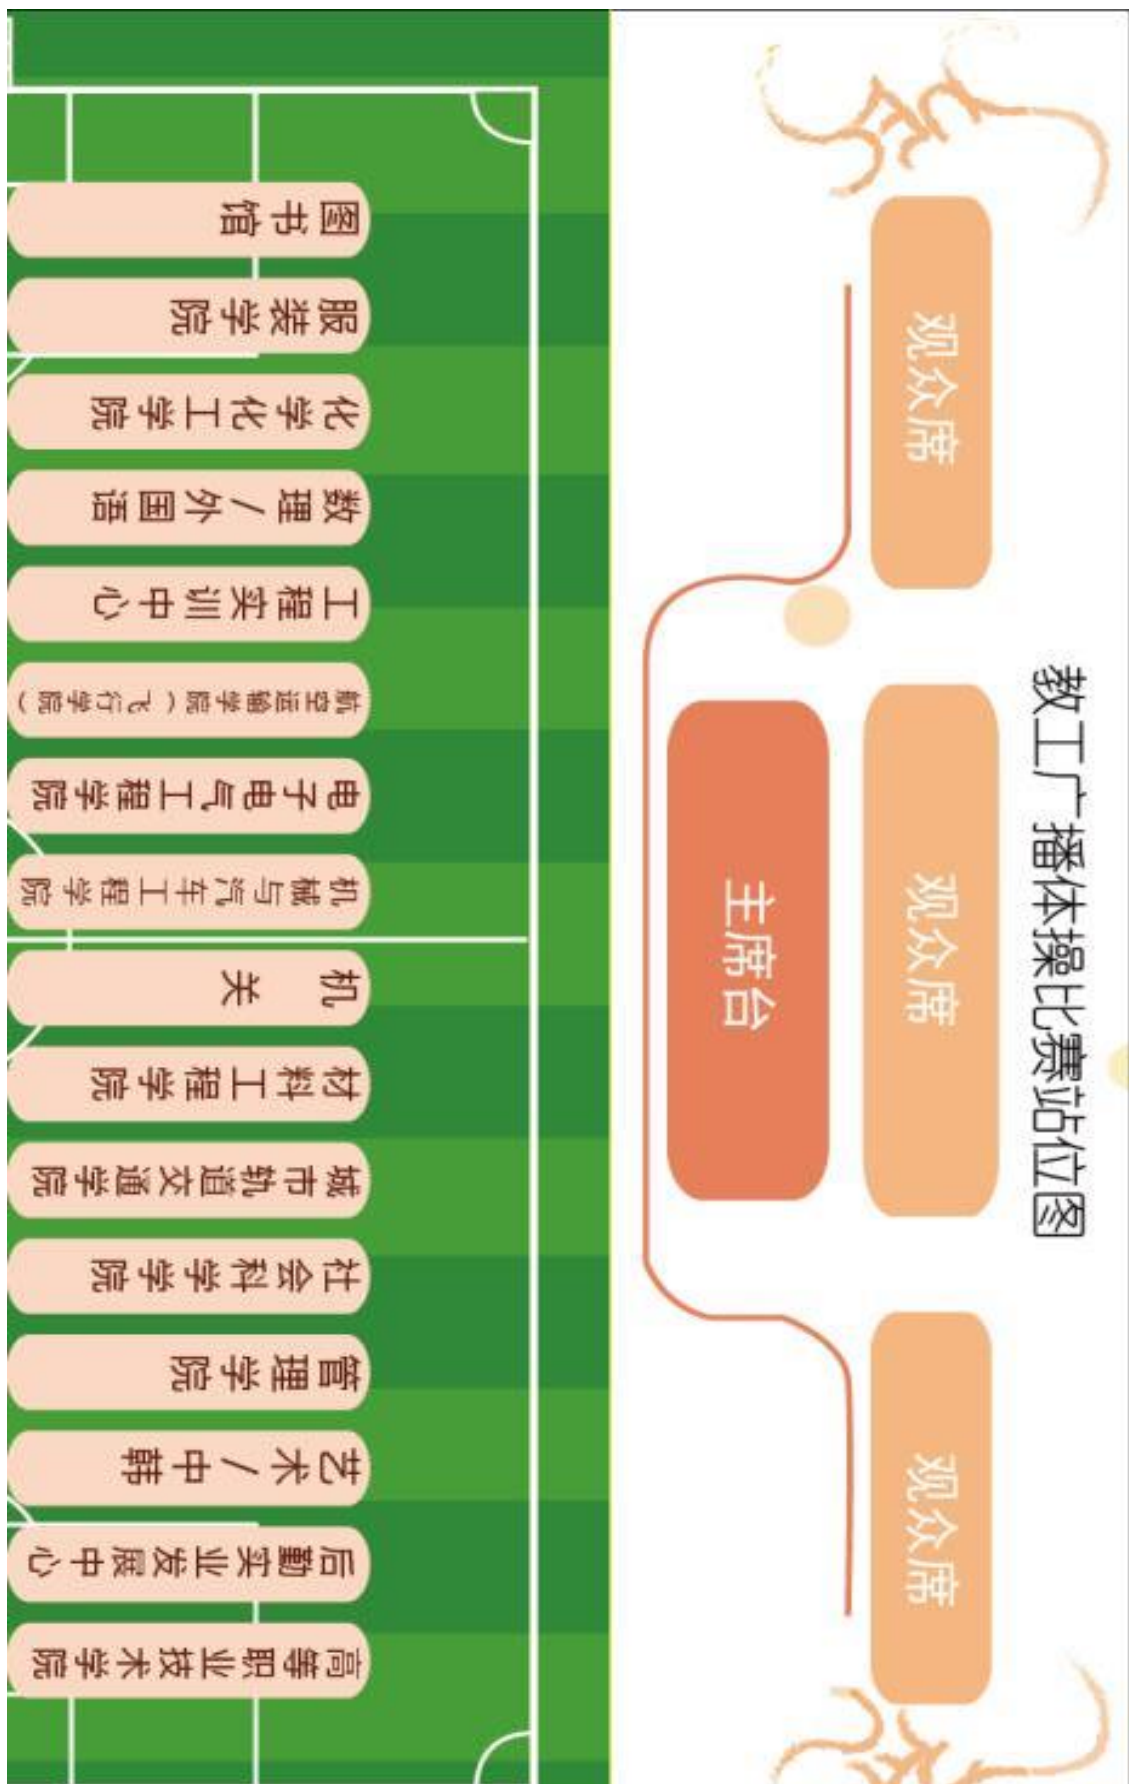 教工广播体操比赛站位图
观众席
观众席
观众席
主席台
图书馆
服装学院
化学化工学院
数理/外国语
工程实训中心
航空运输学院(飞行学院)
电子电气工程学院
机械与汽车工程学院
机关
材料工程学院
城市轨道交通学院
社会科学学院
管理学院
艺术/中韩
后勤实业发展中心
高等职业技术学院